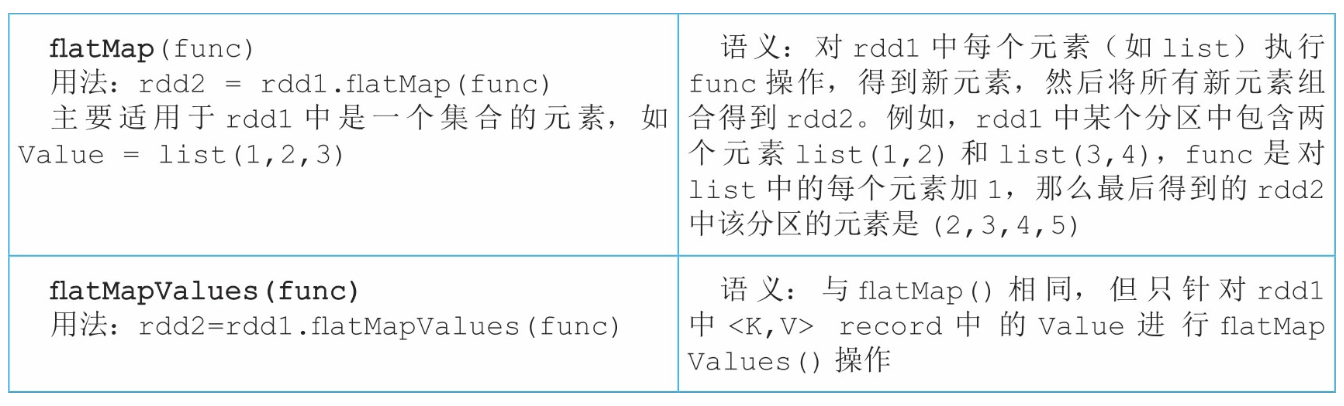 flatMap(func)
用法：rdd2 = rdd1.flatMap(func)
主要适用于 rdd1 中是一个集合的元素，如
Value = list(1,2,3)
语义：对 rdd1 中每个元素（如 list）执行
func 操作，得到新元素，然后将所有新元素组
合得到 rdd2。例如，rdd1 中某个分区中包含两
个元素 list(1,2) 和 list(3,4)，func 是对
list 中的每个元素加 1，那么最后得到的 rdd2
中该分区的元素是 (2,3,4,5)
flatMapValues(func)
用法：rdd2=rdd1.flatMapValues(func)
语义：与 flatMap() 相同，但只针对 rdd1
中 <K,V> record 中的 Value 进行 flatMap
Values() 操作